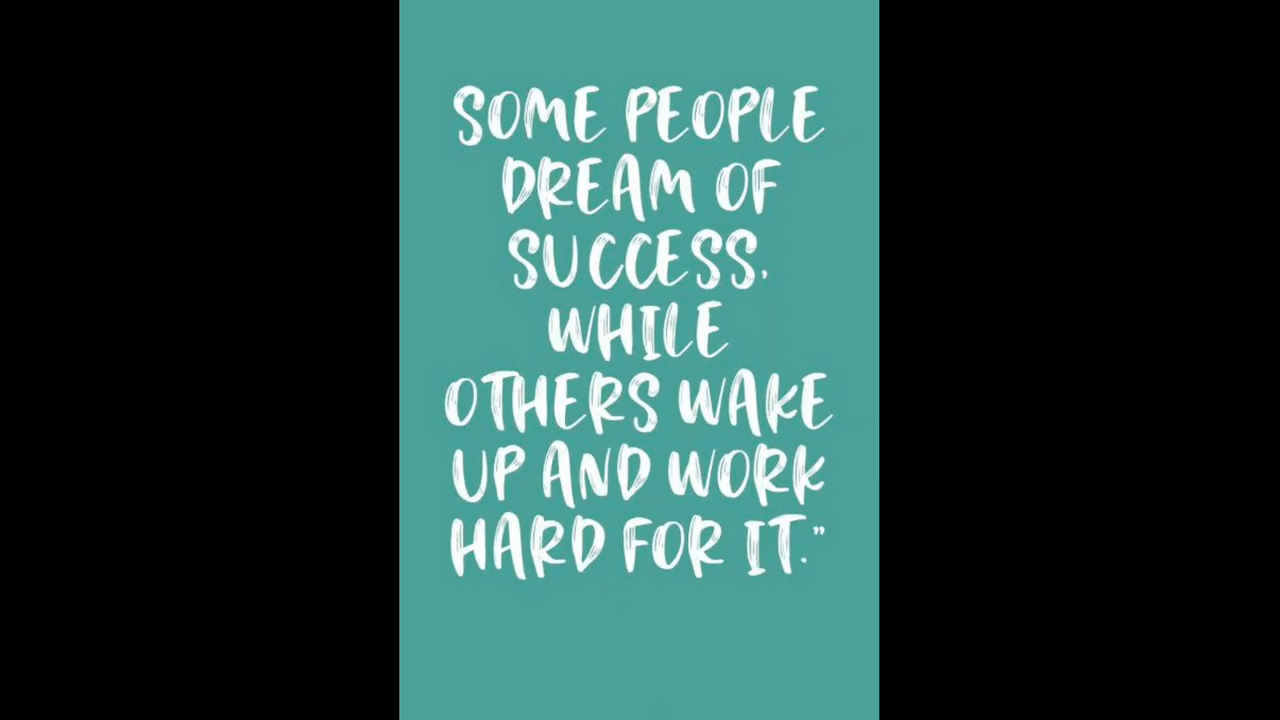 SOME PEOPLE
DREAM OF
SUCCESS,
WHILE
OTHERS WAKE
UP AND WORK
HARD FOR IT."